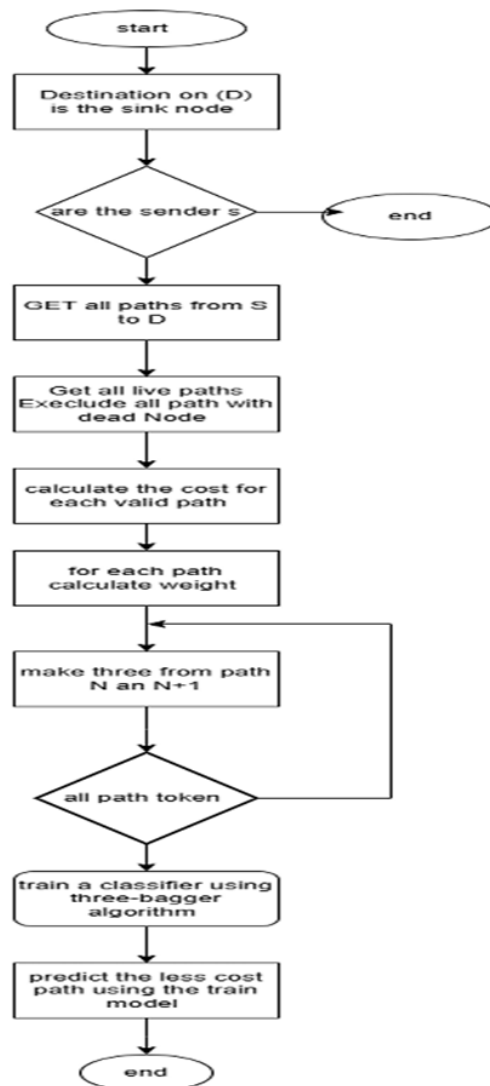 start
Destination on (D)
is the sink node
are the sender s
end
GET all paths from S
to D
Get all live paths
Execlude all path with
dead Node
calculate the cost for
each valid path
for each path
calculate weight
make three from path
N an N+1
all path token
train a classifier using
three-bagger
algorithm
predict the less cost
path using the train
model
end